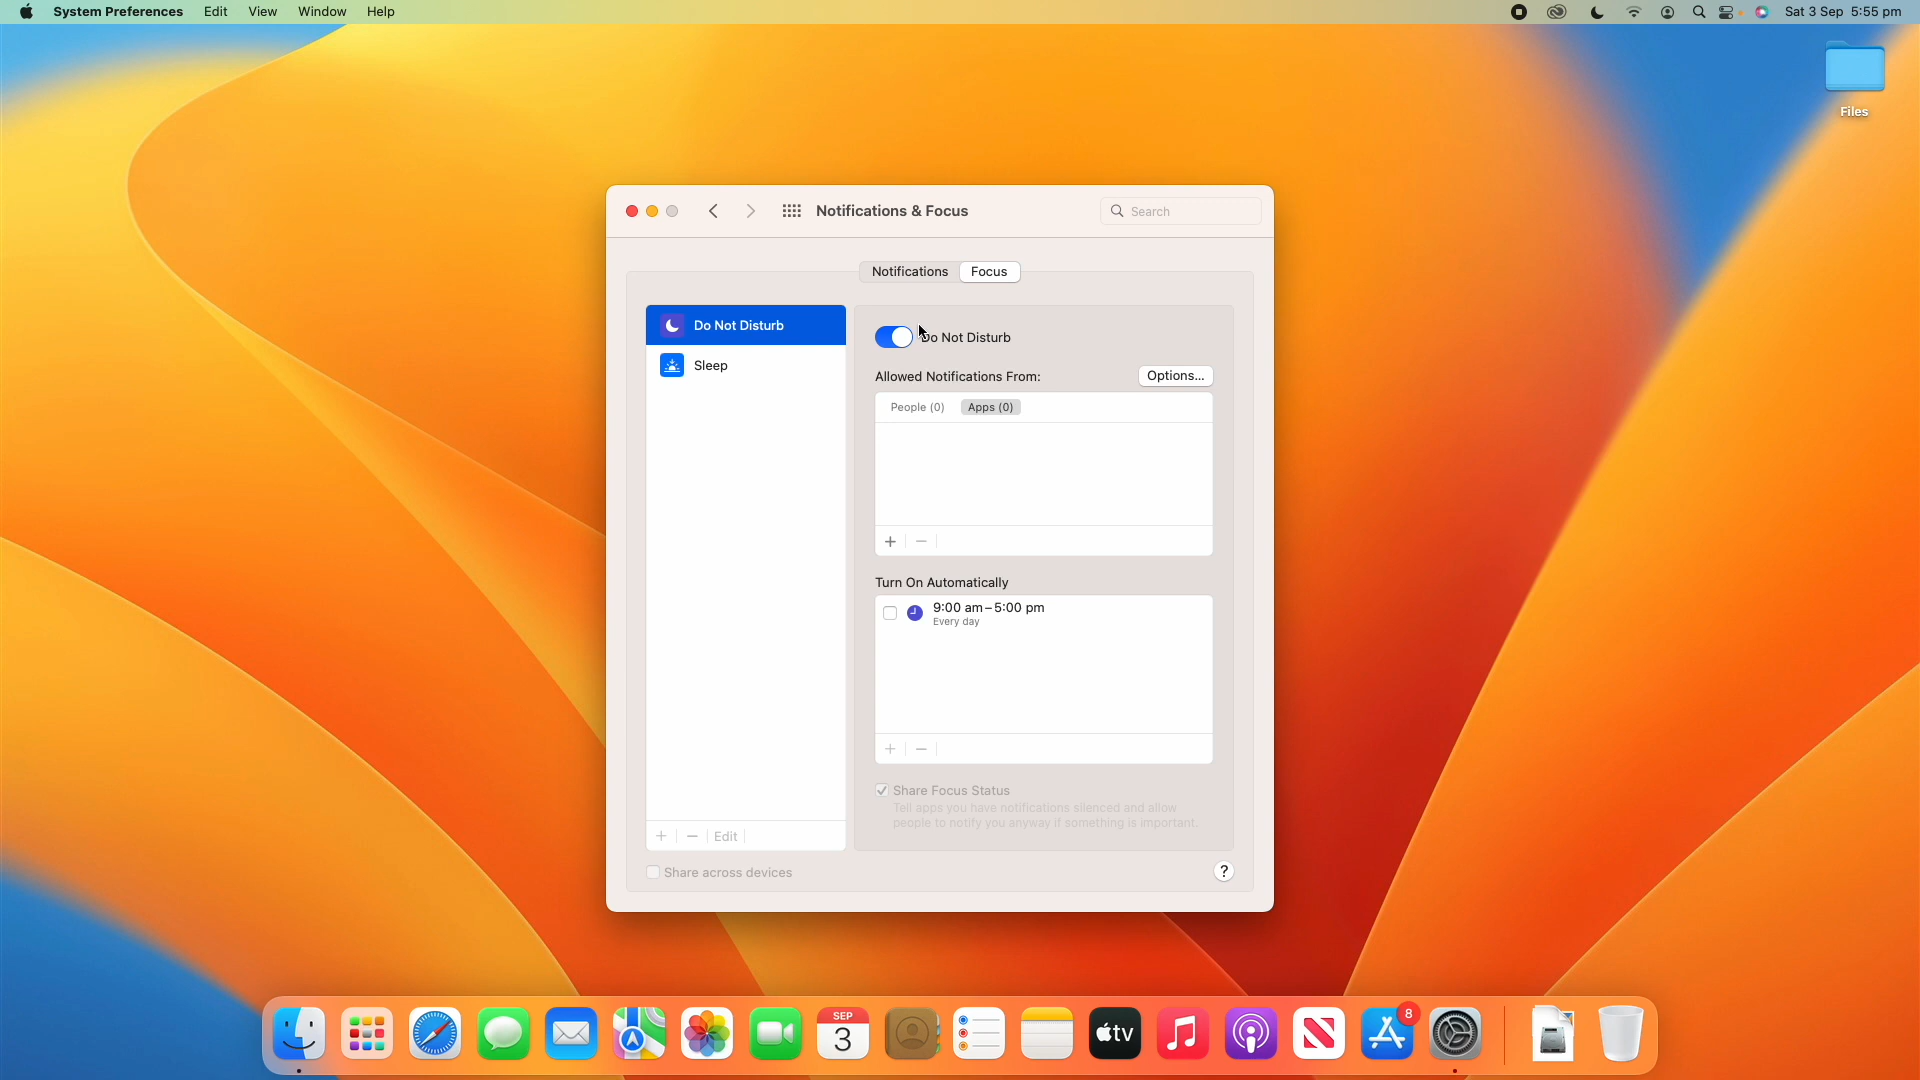 System Preferences Edit View Window Help
Sat 3 Sep 5:55 pm
Files
Notifications & Focus
Search
Notifications Focus
Do Not Disturb
Sleep
Do Not Disturb
Allowed Notifications From:
Options...
People (0) Apps (0)
Turn On Automatically
9:00 am – 5:00 pm
Every day
Share Focus Status
Tell apps you have notifications silenced and allow
people to notify you anyway if something is important.
+ − Edit
Share across devices
?
SEP
3
tv
8